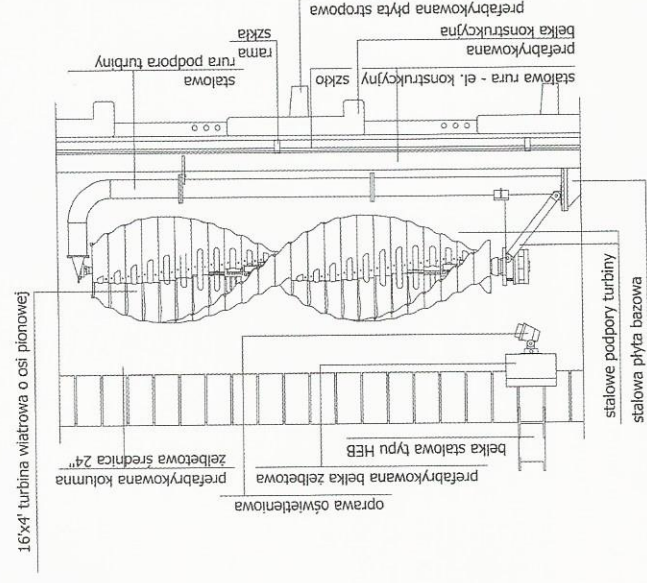 prefabrykowana płyta stropowa
prefabrykowana
belka konstrukcyjna
stalowa rura - el. konstrukcyjny
szkło
rama
szkła
stalowa
rura podpora turbiny
16'x4' turbina wiatrowa o osi pionowej
stalowe podpory turbiny
stalowa płyta bazowa
prefabrykowana kolumna
żelbetowa średnica 24"
belka stalowa typu HEB
prefabrykowana belka żelbetowa
oprawa oświetleniowa